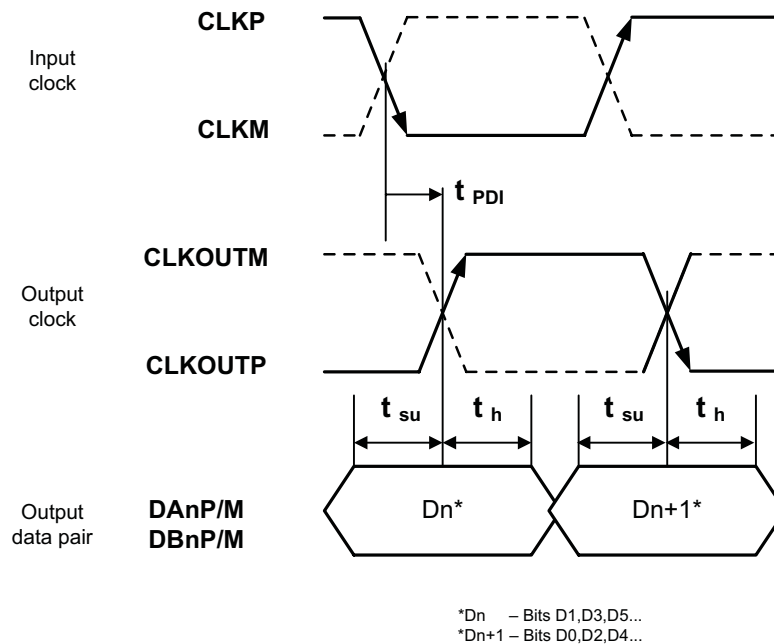 CLKP
Input
clock
CLKM
t PDI
CLKOUTM
Output
clock
CLKOUTP
t su t h t su t h
Output
data pair
DAnP/M
DBnP/M
Dn* Dn+1*
*Dn – Bits D1,D3,D5...
*Dn+1 – Bits D0,D2,D4...